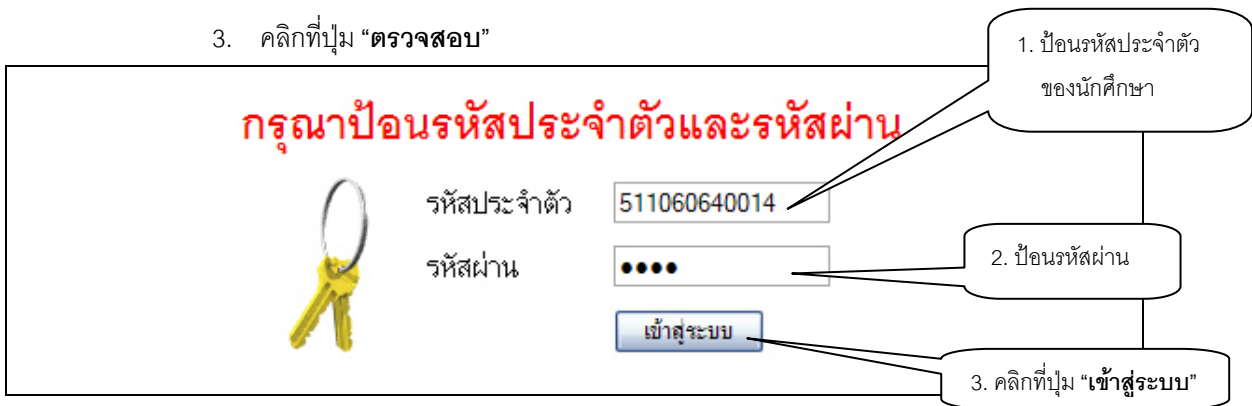 3. คลิกที่ปุ่ม “ตรวจสอบ”
1. ป้อนรหัสประจำตัว
ของนักศึกษา
กรุณาป้อนรหัสประจำตัวและรหัสผ่าน
รหัสประจำตัว 511060640014
รหัสผ่าน ●●●●
2. ป้อนรหัสผ่าน
เข้าสู่ระบบ
3. คลิกที่ปุ่ม “เข้าสู่ระบบ”